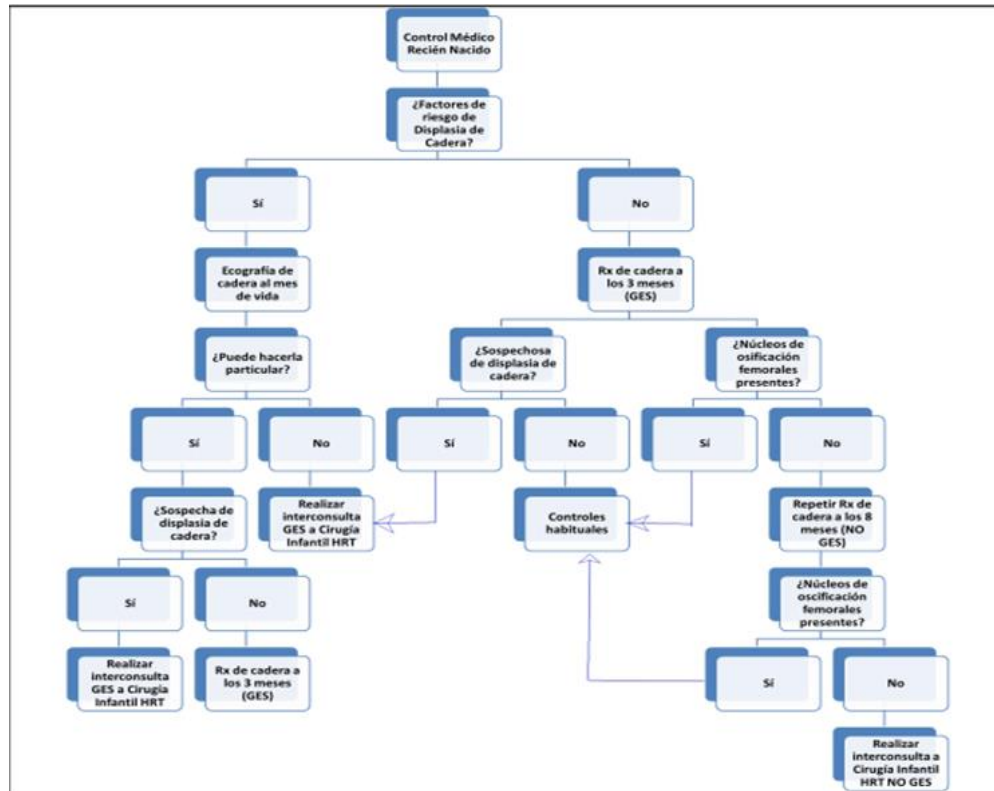 Control Médico
Recién Nacido
¿Factores de
riesgo de
Displasia de
Cadera?
Sí
No
Ecografía de
cadera al mes
de vida
Rx de cadera a
los 3 meses
(GES)
¿Puede hacerla
particular?
¿Sospechosa
de displasia de
cadera?
¿Núcleos de
osificación
femorales
presentes?
Sí
No
Sí
No
Sí
No
¿Sospecha de
displasia de
cadera?
Realizar
interconsulta
GES a Cirugía
Infantil HRT
Controles
habituales
Repetir Rx de
cadera a los 8
meses (NO
GES)
Sí
No
¿Núcleos de
oscificación
femorales
presentes?
Realizar
interconsulta
GES a Cirugía
Infantil HRT
Rx de cadera a
los 3 meses
(GES)
Sí
No
Realizar
interconsulta a
Cirugía Infantil
HRT NO GES